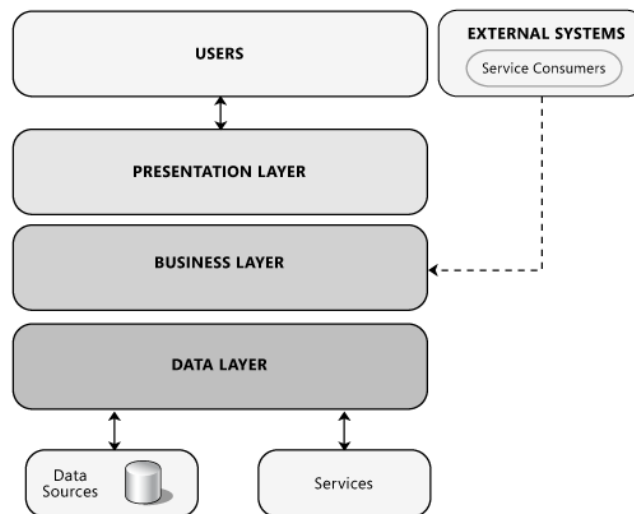 USERS
EXTERNAL SYSTEMS
Service Consumers
PRESENTATION LAYER
BUSINESS LAYER
DATA LAYER
Data
Sources
Services